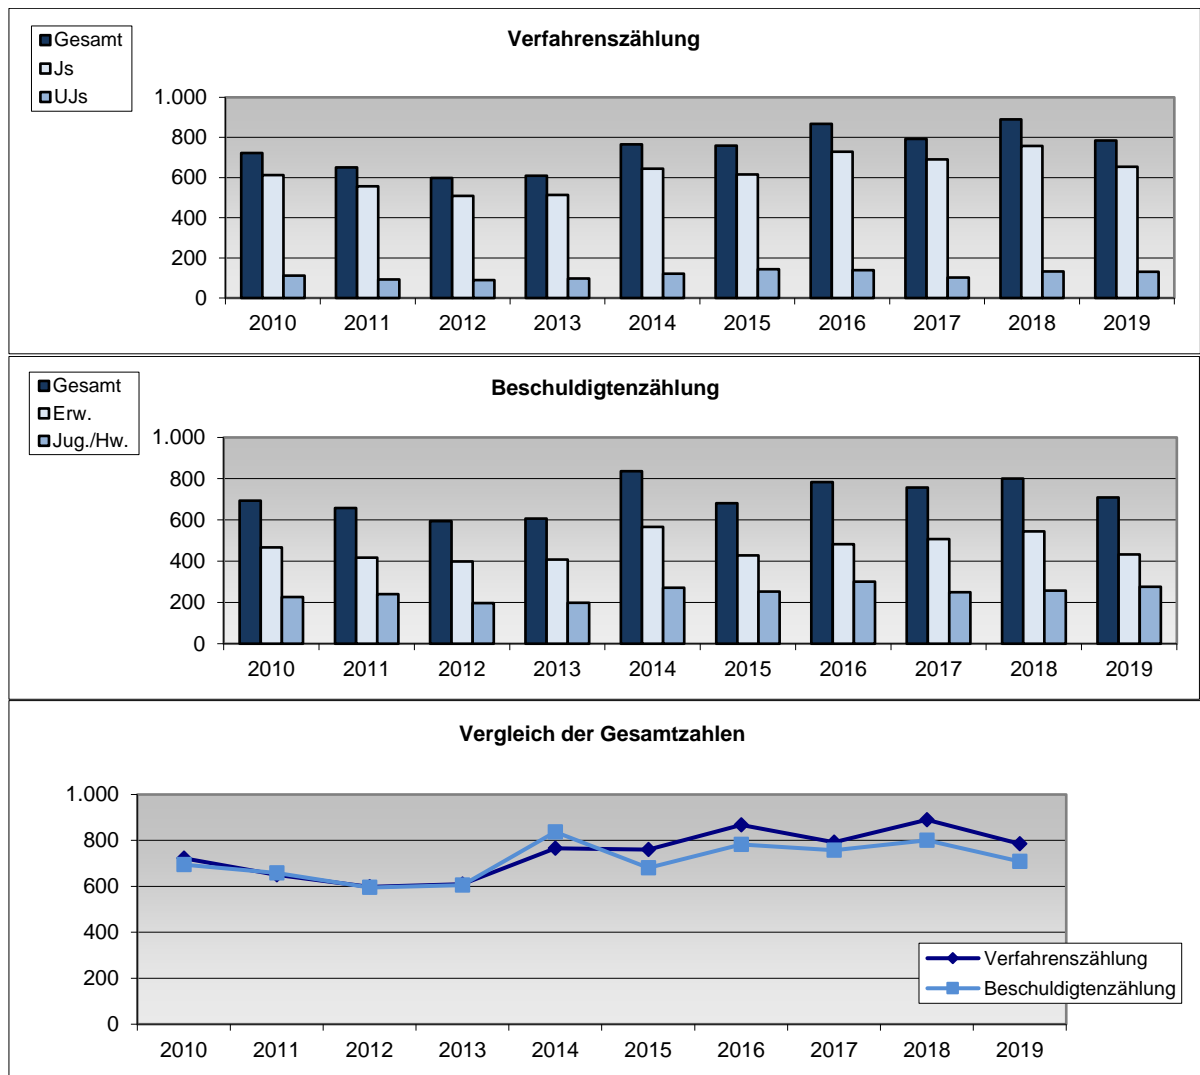 Verfahrenszählung
Gesamt
Js
UJs
1.000
800
600
400
200
0
2010 2011 2012 2013 2014 2015 2016 2017 2018 2019
Beschuldigtenzählung
Gesamt
Erw.
Jug./Hw.
1.000
800
600
400
200
0
2010 2011 2012 2013 2014 2015 2016 2017 2018 2019
Vergleich der Gesamtzahlen
1.000
800
600
400
200
0
Verfahrenszählung
Beschuldigtenzählung
2010 2011 2012 2013 2014 2015 2016 2017 2018 2019